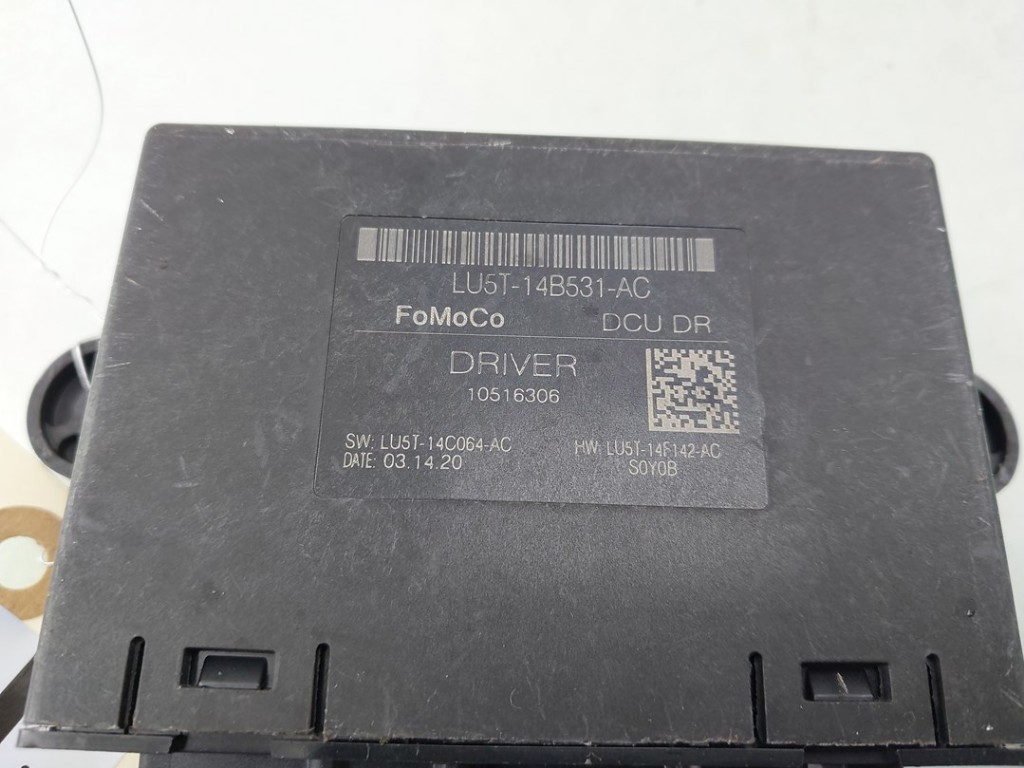 LU5T-14B531-AC
FoMoCo DCU DR
DRIVER
10516306
SW: LU5T-14C064-AC HW: LU5T-14F142-AC
DATE: 03.14.20 S0Y0B